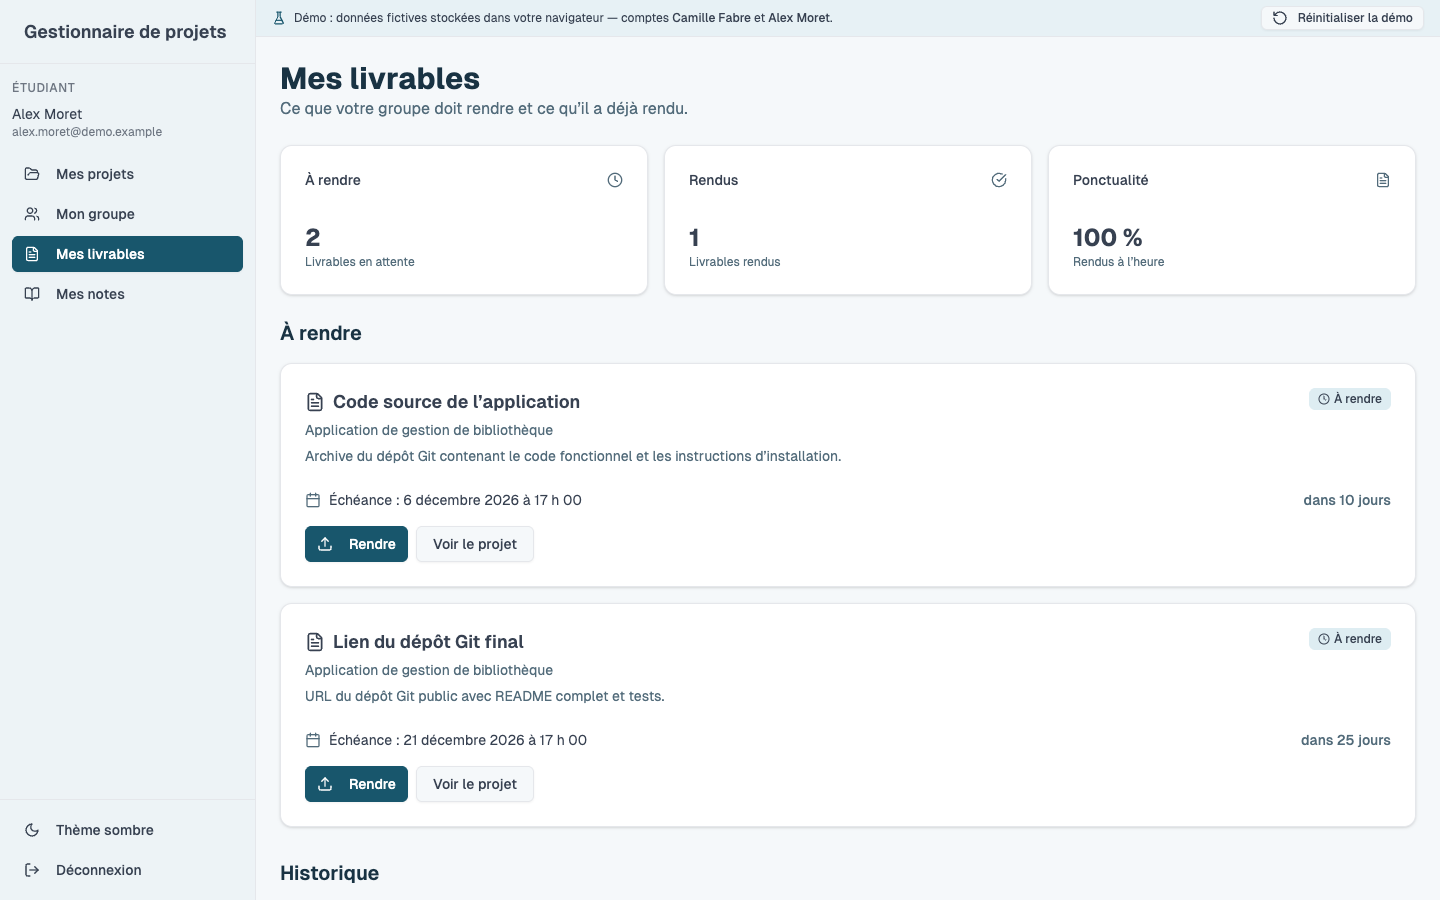 Gestionnaire de projets
ÉTUDIANT
Alex Moret
alex.moret@demo.example
Mes projets
Mon groupe
Mes livrables
Mes notes
Thème sombre
Déconnexion
Démo : données fictives stockées dans votre navigateur — comptes Camille Fabre et Alex Moret.
Réinitialiser la démo
Mes livrables
Ce que votre groupe doit rendre et ce qu’il a déjà rendu.
À rendre
2
Livrables en attente
Rendus
1
Livrables rendus
Ponctualité
100 %
Rendus à l’heure
À rendre
Code source de l’application
À rendre
Application de gestion de bibliothèque
Archive du dépôt Git contenant le code fonctionnel et les instructions d’installation.
Échéance : 6 décembre 2026 à 17 h 00
dans 10 jours
Rendre
Voir le projet
Lien du dépôt Git final
À rendre
Application de gestion de bibliothèque
URL du dépôt Git public avec README complet et tests.
Échéance : 21 décembre 2026 à 17 h 00
dans 25 jours
Rendre
Voir le projet
Historique